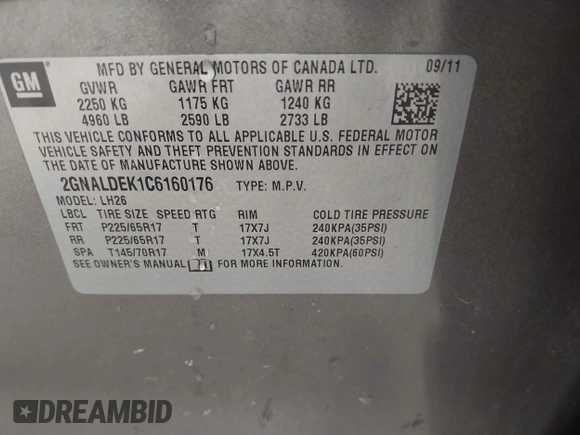 GM
MFD BY GENERAL MOTORS OF CANADA LTD. 09/11
GVWR GAWR FRT GAWR RR
2250 KG 1175 KG 1240 KG
4960 LB 2590 LB 2733 LB
THIS VEHICLE CONFORMS TO ALL APPLICABLE U.S. FEDERAL MOTOR
VEHICLE SAFETY AND THEFT PREVENTION STANDARDS IN EFFECT ON
THE DATE OF MANUFACTURE SHOWN ABOVE.
2GNALDEK1C6160176 TYPE: M.P.V.
MODEL: LH26
LBCL TIRE SIZE SPEED RTG RIM COLD TIRE PRESSURE
FRT P225/65R17 T 17X7J 240KPA(35PSI)
RR P225/65R17 T 17X7J 240KPA(35PSI)
SPA T145/70R17 M 17X4.5T 420KPA(60PSI)
SEE OWNER'S MANUAL FOR MORE INFORMATION.
DREAMBID